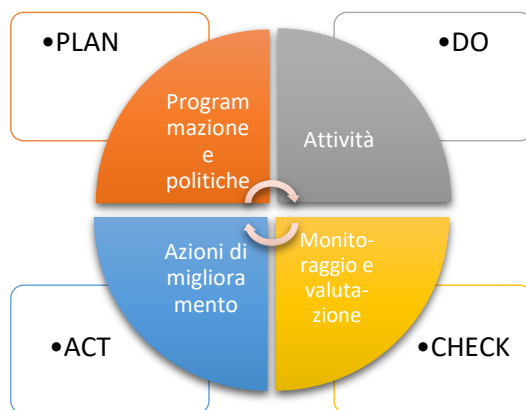 •PLAN
•DO
Program
mazione
e
politiche
Attività
Azioni di
migliora
mento
Monito-
raggio e
valuta-
zione
•ACT
•CHECK